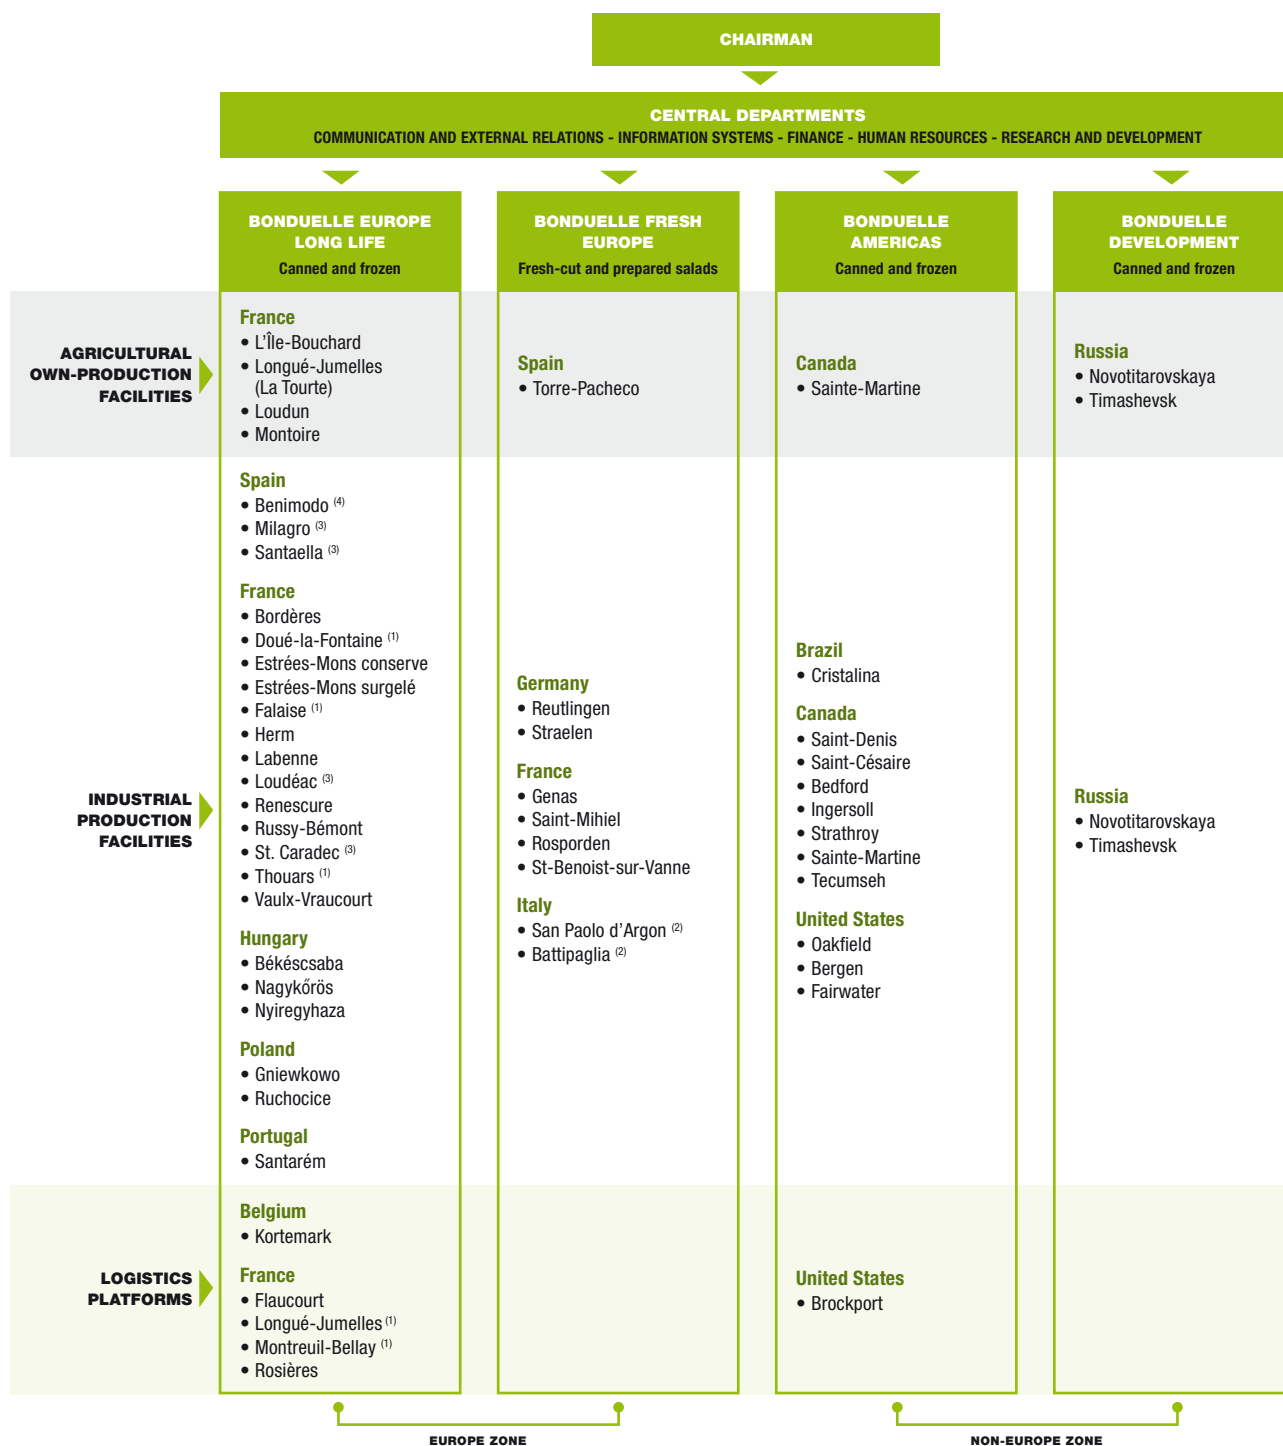 CHAIRMAN
CENTRAL DEPARTMENTS
COMMUNICATION AND EXTERNAL RELATIONS - INFORMATION SYSTEMS - FINANCE - HUMAN RESOURCES - RESEARCH AND DEVELOPMENT
BONDUELLE EUROPE
LONG LIFE
Canned and frozen
BONDUELLE FRESH
EUROPE
Fresh-cut and prepared salads
BONDUELLE
AMERICAS
Canned and frozen
BONDUELLE
DEVELOPMENT
Canned and frozen
AGRICULTURAL
OWN-PRODUCTION
FACILITIES
France
• L'Île-Bouchard
• Longué-Jumelles
(La Tourte)
• Loudun
• Montoire
Spain
• Torre-Pacheco
Canada
• Sainte-Martine
Russia
• Novotitarovskaya
• Timashevsk
INDUSTRIAL
PRODUCTION
FACILITIES
Spain
• Benimodo (4)
• Milagro (3)
• Santaella (3)
France
• Bordères
• Doué-la-Fontaine (1)
• Estrées-Mons conserve
• Estrées-Mons surgelé
• Falaise (1)
• Herm
• Labenne
• Loudéac (3)
• Renescure
• Russy-Bémont
• St. Caradec (3)
• Thouars (1)
• Vaulx-Vraucourt
Hungary
• Békéscsaba
• Nagykőrös
• Nyiregyhaza
Poland
• Gniewkowo
• Ruchocice
Portugal
• Santarém
Germany
• Reutlingen
• Straelen
France
• Genas
• Saint-Mihiel
• Rosporden
• St-Benoist-sur-Vanne
Italy
• San Paolo d'Argon (2)
• Battipaglia (2)
Brazil
• Cristalina
Canada
• Saint-Denis
• Saint-Césaire
• Bedford
• Ingersoll
• Strathroy
• Sainte-Martine
• Tecumseh
United States
• Oakfield
• Bergen
• Fairwater
Russia
• Novotitarovskaya
• Timashevsk
LOGISTICS
PLATFORMS
Belgium
• Kortemark
France
• Flaucourt
• Longué-Jumelles (1)
• Montreuil-Bellay (1)
• Rosières
United States
• Brockport
EUROPE ZONE
NON-EUROPE ZONE